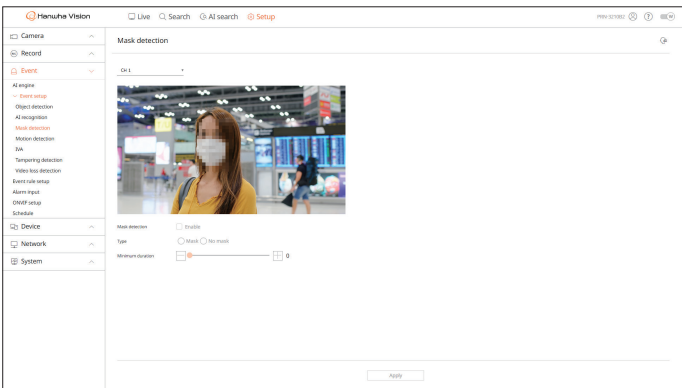 Hanwha Vision
Live Search AI search Setup
Camera
Mask detection
Record
Event
CH 1
AI engine
Event setup
Object detection
AI recognition
Mask detection
Motion detection
IVA
Tampering detection
Video loss detection
Event rule setup
Alarm input
ONVIF setup
Schedule
Device
Network
System
Mask detection Enable
Type Mask No mask
Minimum duration 0
Apply